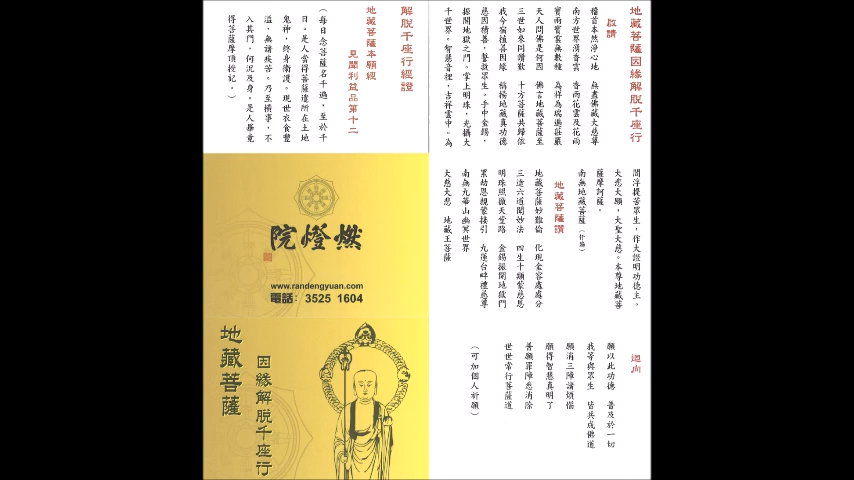 地藏菩薩因緣解脫千座行
啟請
稽首本然淨心地　無盡佛藏大慈尊
南方世界湧香雲　香雨花雲及花雨
寶雨寶雲無數種　為祥為瑞遍莊嚴
天人問佛是何因　佛言地藏菩薩至
三世如來同讚歎　十方菩薩共歸依
我今宿植善因緣　稱揚地藏真功德
慈因積善，誓救眾生。手中金錫，
振開地獄之門。掌上明珠，光攝大
千世界。智慧音裡，吉祥雲中。為
閻浮提苦眾生，作大證明功德主。
大悲大願，大聖大慈。本尊地藏菩
薩摩訶薩。
南無地藏菩薩
地藏菩薩讚
地藏菩薩妙難倫　化現金容處處分
三途六道聞妙法　四生十類蒙慈恩
明珠照徹天堂路　金錫振開地獄門
累劫恩親蒙接引　九蓮台畔禮慈尊
南無九華山幽冥世界
大慈大悲　地藏王菩薩
迴向
願以此功德　普及於一切
我等與眾生　皆共成佛道
願消三障諸煩惱
願得智慧真明了
普願罪障悉消除
世世常行菩薩道
（可加個人祈願）
解脫千座行經證
地藏菩薩本願經
見聞利益品第十二
（每日念菩薩名千遍，至於千
日，是人當得菩薩遣所在土地
鬼神，終身衛護。現世衣食豐
溢，無諸疾苦。乃至橫事，不
入其門，何況及身。是人畢竟
得菩薩摩頂授記。）
燃燈院
www.randengyuan.com
電話: 3525 1604
地藏菩薩
因緣解脫千座行